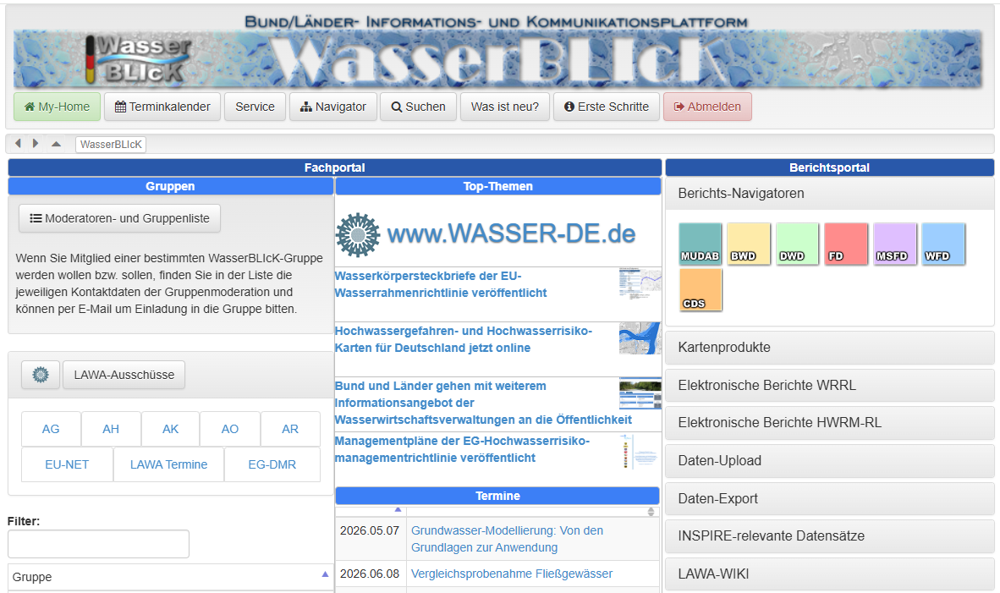 Bund/Länder- Informations- und Kommunikationsplattform
Wasser
BLIcK
WasserBLIcK
My-Home
Terminkalender
Service
Navigator
Suchen
Was ist neu?
Erste Schritte
Abmelden
WasserBLIcK
Fachportal
Gruppen
Moderatoren- und Gruppenliste
Wenn Sie Mitglied einer bestimmten WasserBLIcK-Gruppe
werden wollen bzw. sollen, finden Sie in der Liste die
jeweiligen Kontaktdaten der Gruppenmoderation und
können per E-Mail um Einladung in die Gruppe bitten.
LAWA-Ausschüsse
AG
AH
AK
AO
AR
EU-NET
LAWA Termine
EG-DMR
Filter:
Gruppe
Top-Themen
www.WASSER-DE.de
Wasserkörpersteckbriefe der EU-
Wasserrahmenrichtlinie veröffentlicht
Hochwassergefahren- und Hochwasserrisiko-
Karten für Deutschland jetzt online
Bund und Länder gehen mit weiterem
Informationsangebot der
Wasserwirtschaftsverwaltungen an die Öffentlichkeit
Managementpläne der EG-Hochwasserrisiko-
managementrichtlinie veröffentlicht
Termine
2026.05.07 Grundwasser-Modellierung: Von den
Grundlagen zur Anwendung
2026.06.08 Vergleichsprobenahme Fließgewässer
Berichtsportal
Berichts-Navigatoren
MUDAB
BWD
DWD
FD
MSFD
WFD
CDS
Kartenprodukte
Elektronische Berichte WRRL
Elektronische Berichte HWRM-RL
Daten-Upload
Daten-Export
INSPIRE-relevante Datensätze
LAWA-WIKI